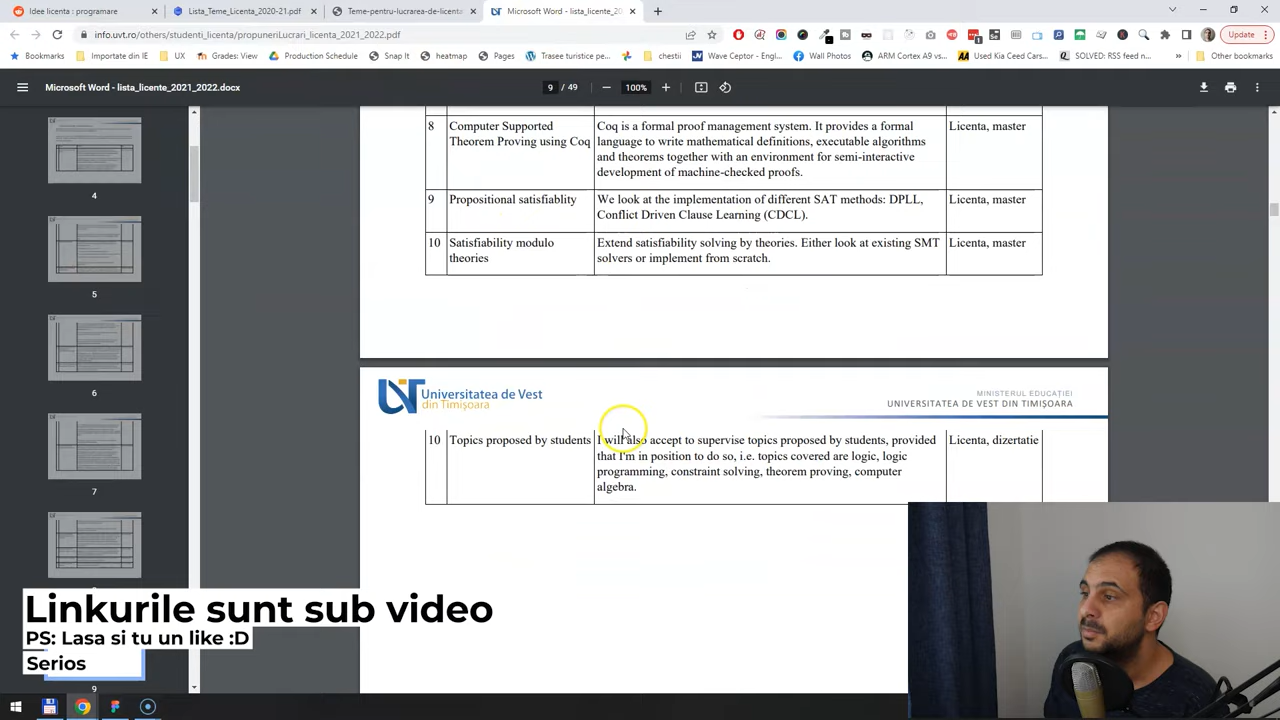 Idee licenta : programare
Lista_Teme_Licenta_2020-21.pdf
Teme-pentru-lucrarea-de-licenta
Microsoft Word - lista_licente_2021
info.uvt.ro/others/studenti_licenta/propuneriLucrari_licenta_2021_2022.pdf
Update
Bookmarks
Importate din IE
UX
Grades: View
Production Schedule
Snap It
heatmap
Pages
Trasee turistice pe...
Wave Ceptor - Engl...
Wall Photos
chestii
ARM Cortex A9 vs...
Used Kia Ceed Cars...
SOLVED: RSS feed n...
Other bookmarks
Microsoft Word - lista_licente_2021_2022.docx
9 / 49
100%
4
5
6
7
9
8 Computer Supported Theorem Proving using Coq
Coq is a formal proof management system. It provides a formal
language to write mathematical definitions, executable algorithms
and theorems together with an environment for semi-interactive
development of machine-checked proofs.
Licenta, master
9 Propositional satisfiablity
We look at the implementation of different SAT methods: DPLL,
Conflict Driven Clause Learning (CDCL).
Licenta, master
10 Satisfiability modulo
theories
Extend satisfiability solving by theories. Either look at existing SMT
solvers or implement from scratch.
Licenta, master
UVT
Universitatea de Vest
din Timișoara
MINISTERUL EDUCAȚIEI
UNIVERSITATEA DE VEST DIN TIMIȘOARA
10 Topics proposed by students
I will also accept to supervise topics proposed by students, provided
that I'm in position to do so, i.e. topics covered are logic, logic
programming, constraint solving, theorem proving, computer
algebra.
Licenta, dizertatie
Linkurile sunt sub video
PS: Lasa si tu un like :D
Serios